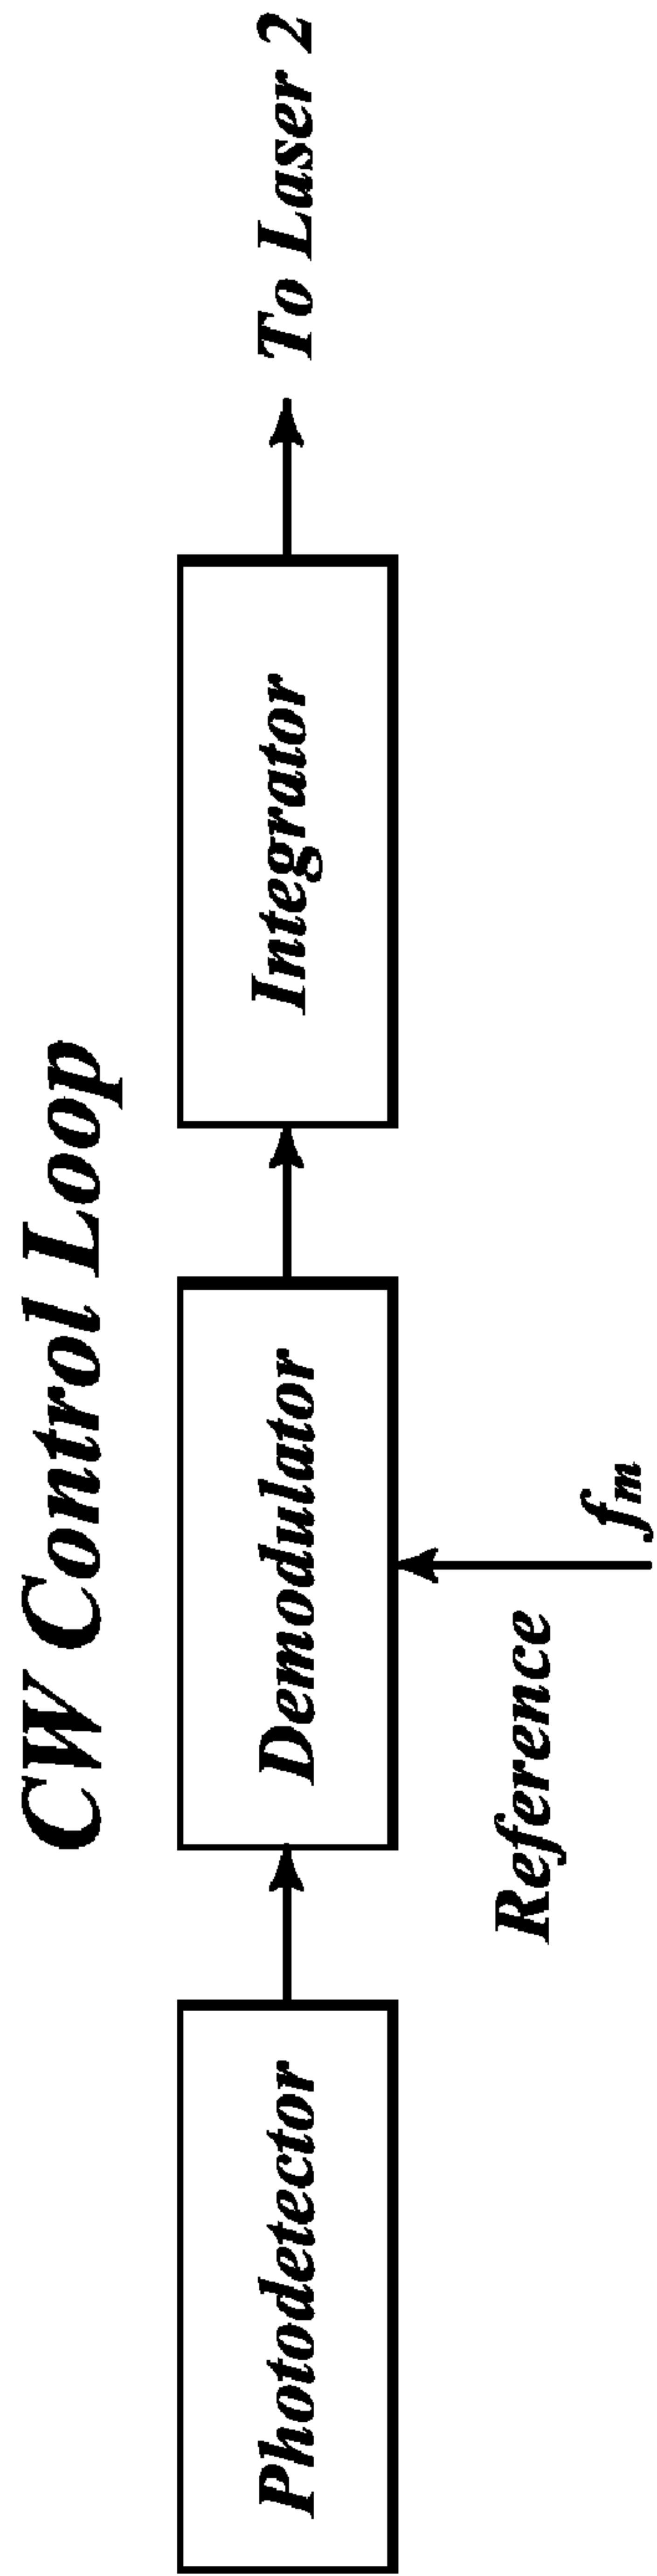 CW Control Loop
Photodetector
Demodulator
Integrator
To Laser 2
Reference
fm